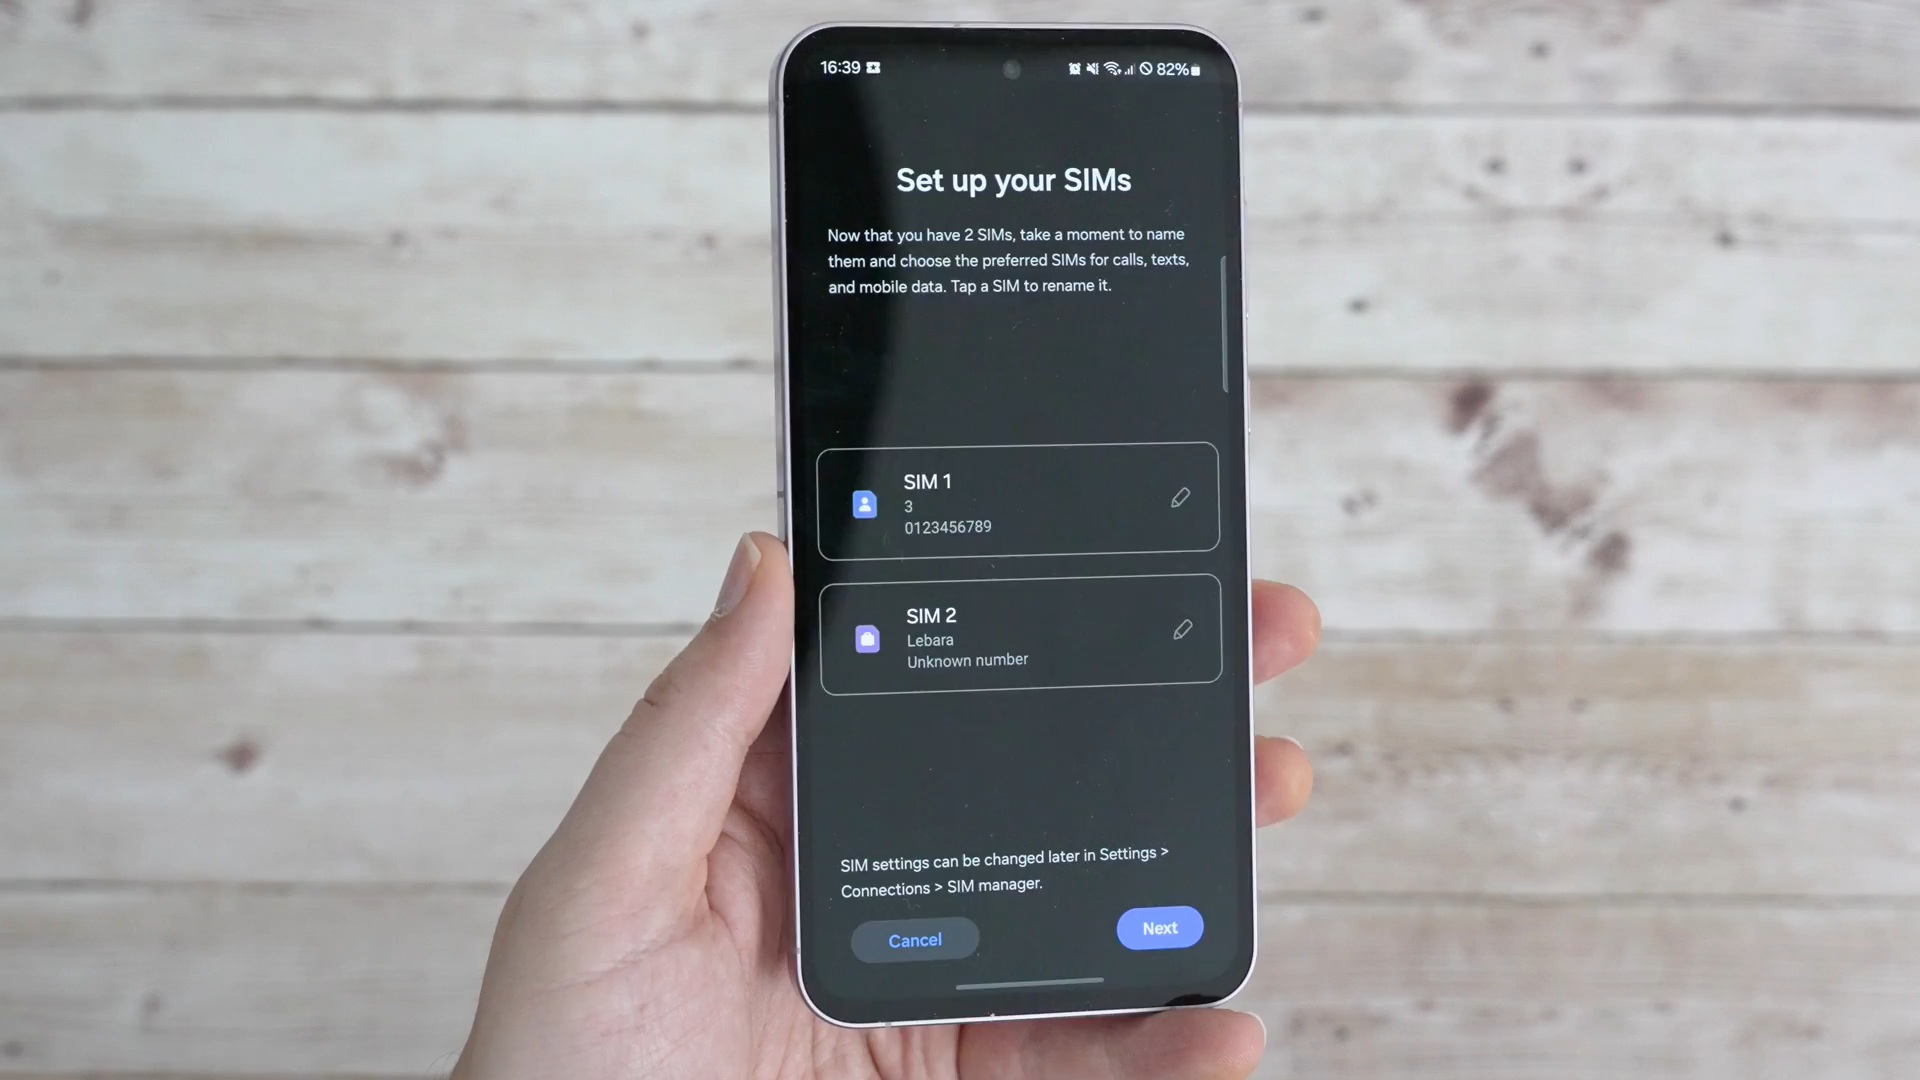 16:39 82%
Set up your SIMs
Now that you have 2 SIMs, take a moment to name
them and choose the preferred SIMs for calls, texts,
and mobile data. Tap a SIM to rename it.
SIM 1
3
0123456789
SIM 2
Lebara
Unknown number
SIM settings can be changed later in Settings >
Connections > SIM manager.
Cancel Next